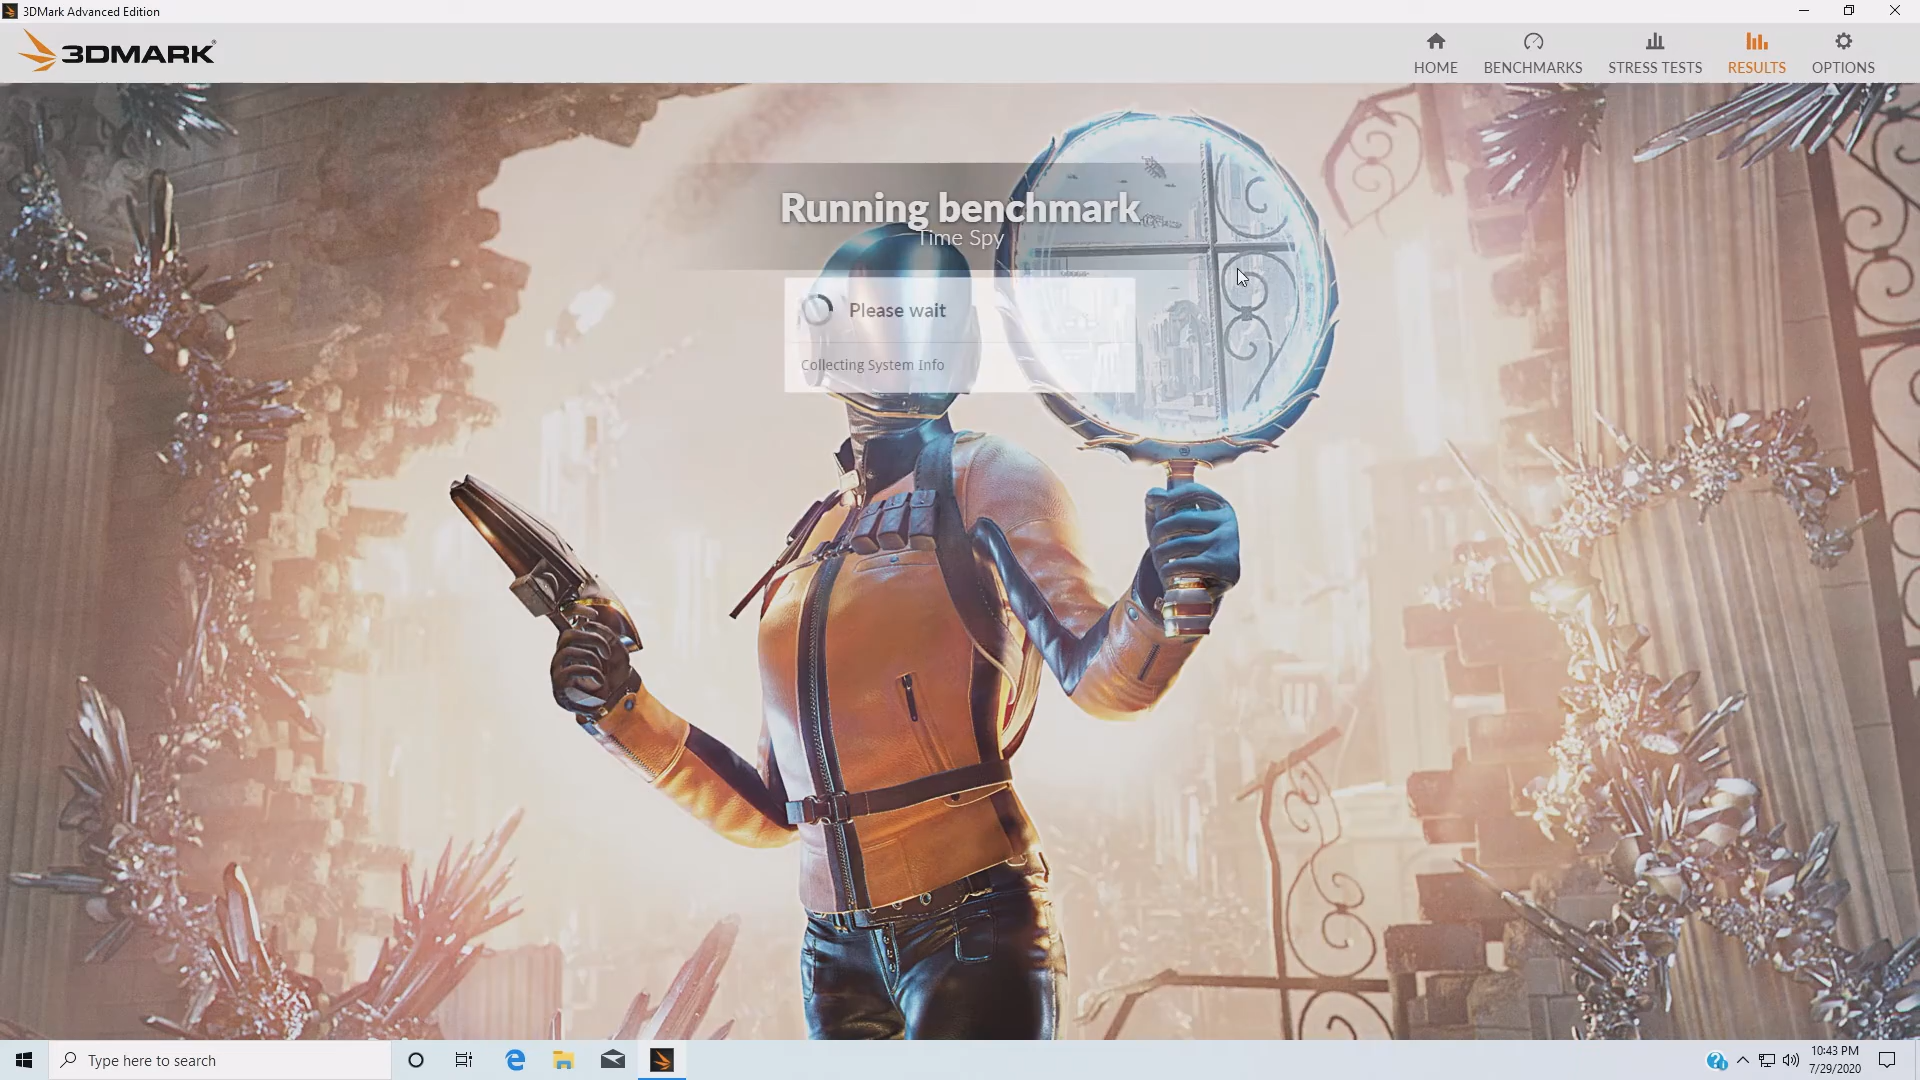 3DMark Advanced Edition
3DMARK
HOME
BENCHMARKS
STRESS TESTS
RESULTS
OPTIONS
Running benchmark
Time Spy
Please wait
Collecting System Info
Type here to search
10:43 PM
7/29/2020